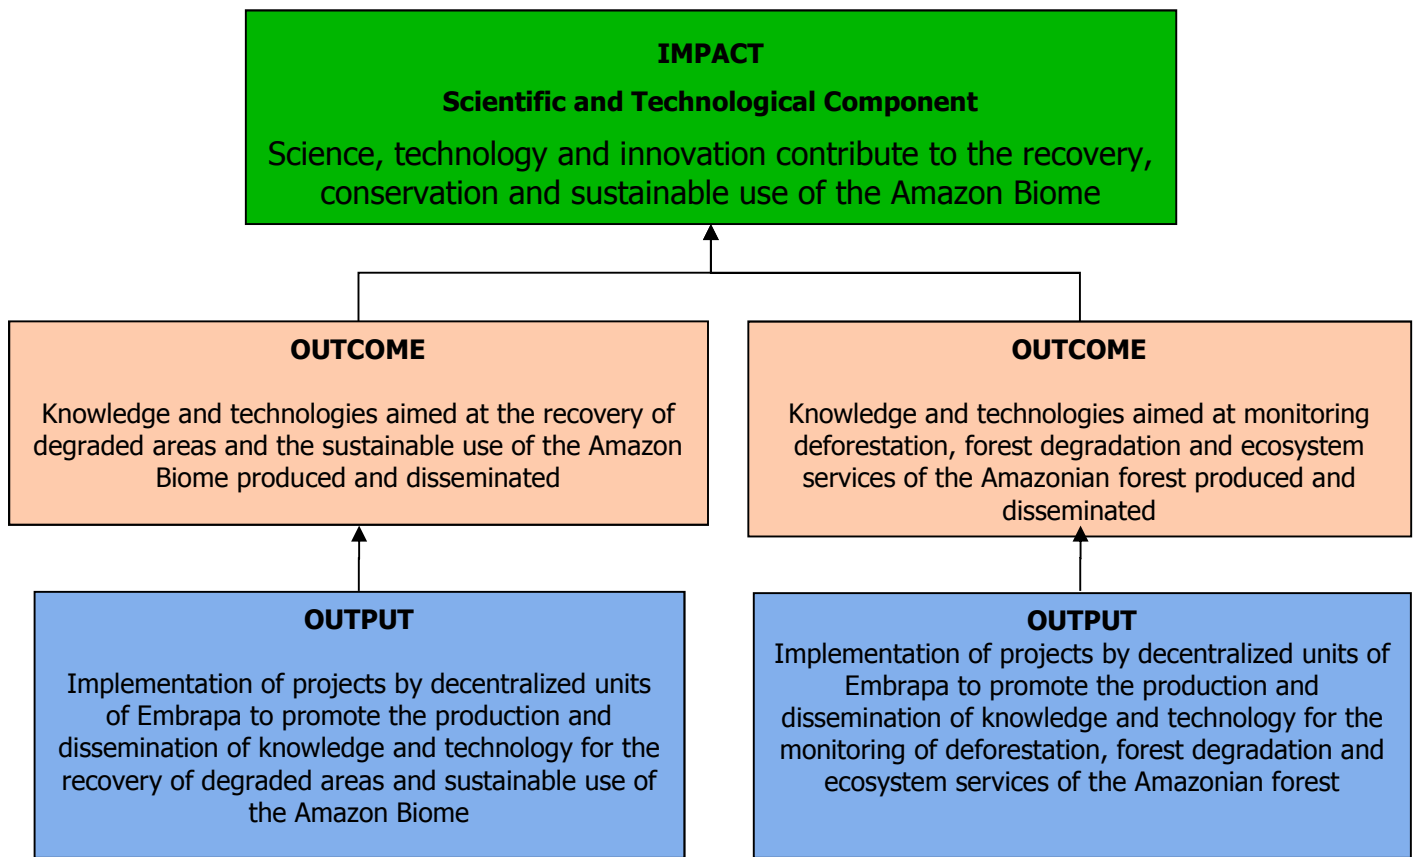 IMPACT
Scientific and Technological Component
Science, technology and innovation contribute to the recovery,
conservation and sustainable use of the Amazon Biome
OUTCOME
Knowledge and technologies aimed at the recovery of
degraded areas and the sustainable use of the Amazon
Biome produced and disseminated
OUTCOME
Knowledge and technologies aimed at monitoring
deforestation, forest degradation and ecosystem
services of the Amazonian forest produced and
disseminated
OUTPUT
Implementation of projects by decentralized units
of Embrapa to promote the production and
dissemination of knowledge and technology for the
recovery of degraded areas and sustainable use of
the Amazon Biome
OUTPUT
Implementation of projects by decentralized units of
Embrapa to promote the production and
dissemination of knowledge and technology for the
monitoring of deforestation, forest degradation and
ecosystem services of the Amazonian forest